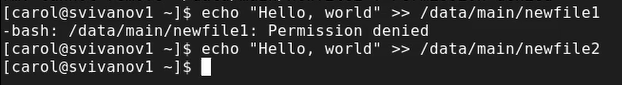 [carol@svivanov1 ~]$ echo "Hello, world" >> /data/main/newfile1
-bash: /data/main/newfile1: Permission denied
[carol@svivanov1 ~]$ echo "Hello, world" >> /data/main/newfile2
[carol@svivanov1 ~]$